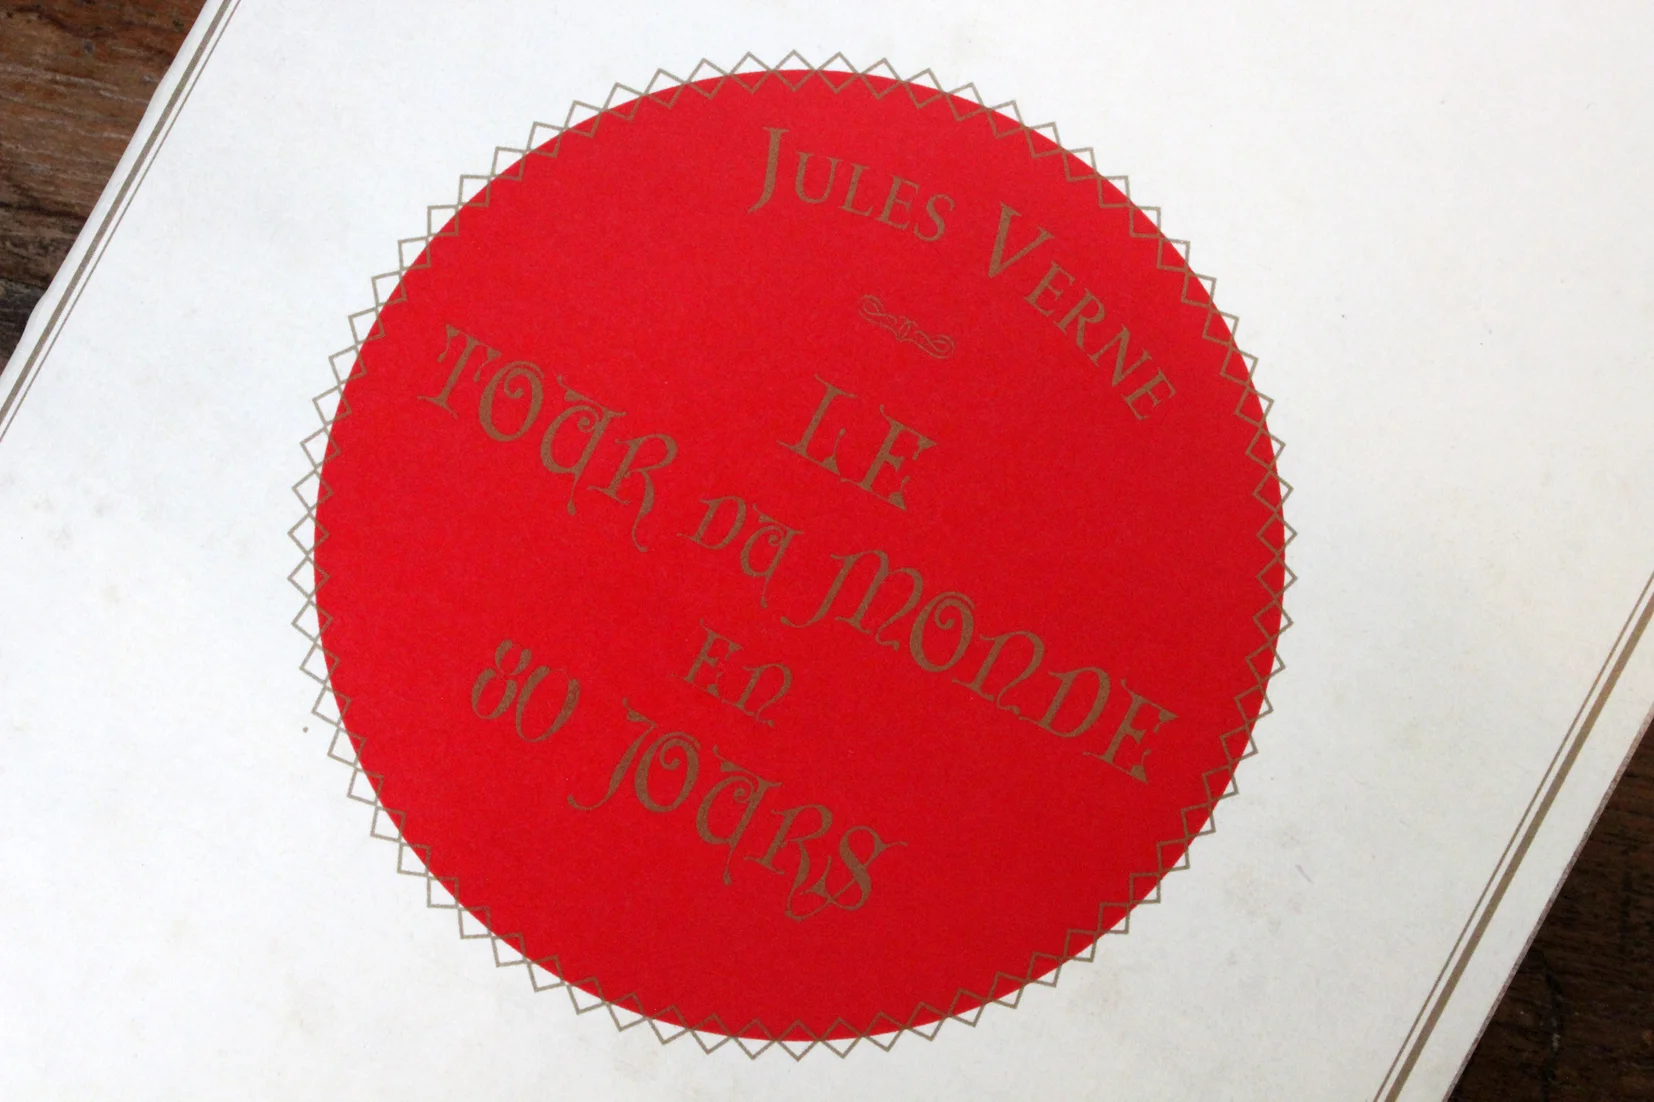 JULES VERNE
LE
TOUR DU MONDE
EN
80 JOURS